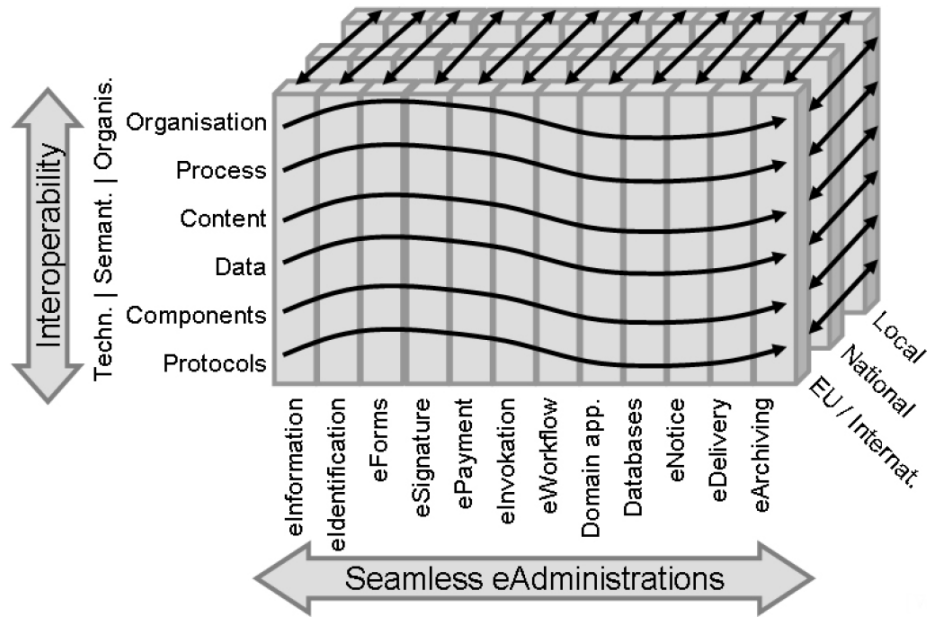 Interoperability
Techn. | Semant. | Organis.
Organisation
Process
Content
Data
Components
Protocols
eInformation
eIdentification
eForms
eSignature
ePayment
eInvokation
eWorkflow
Domain app.
Databases
eNotice
eDelivery
eArchiving
Local
National
EU / Internat.
Seamless eAdministrations